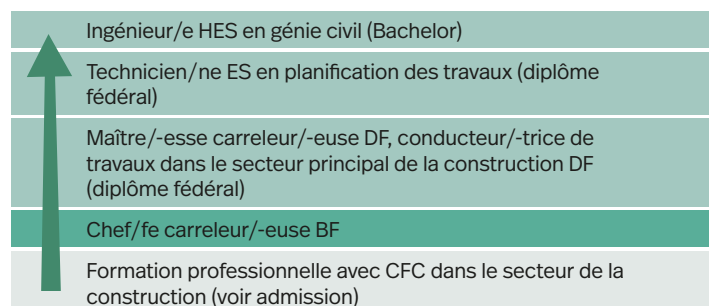 Ingénieur/e HES en génie civil (Bachelor)
Technicien/ne ES en planification des travaux (diplôme
fédéral)
Maître/-esse carreleur/-euse DF, conducteur/-trice de
travaux dans le secteur principal de la construction DF
(diplôme fédéral)
Chef/fe carreleur/-euse BF
Formation professionnelle avec CFC dans le secteur de la
construction (voir admission)